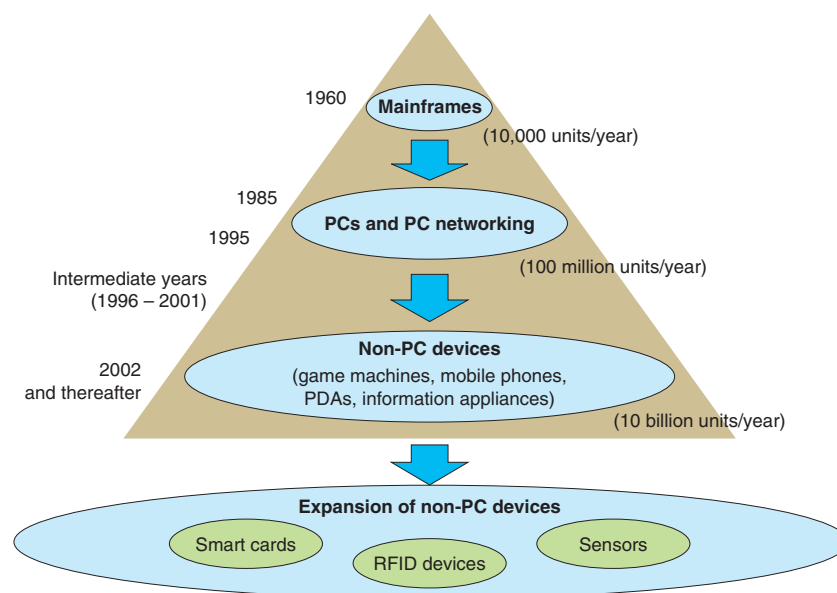 1960
Mainframes
(10,000 units/year)
1985
PCs and PC networking
1995
(100 million units/year)
Intermediate years
(1996 – 2001)
Non-PC devices
2002
and thereafter
(game machines, mobile phones,
PDAs, information appliances)
(10 billion units/year)
Expansion of non-PC devices
Smart cards
RFID devices
Sensors